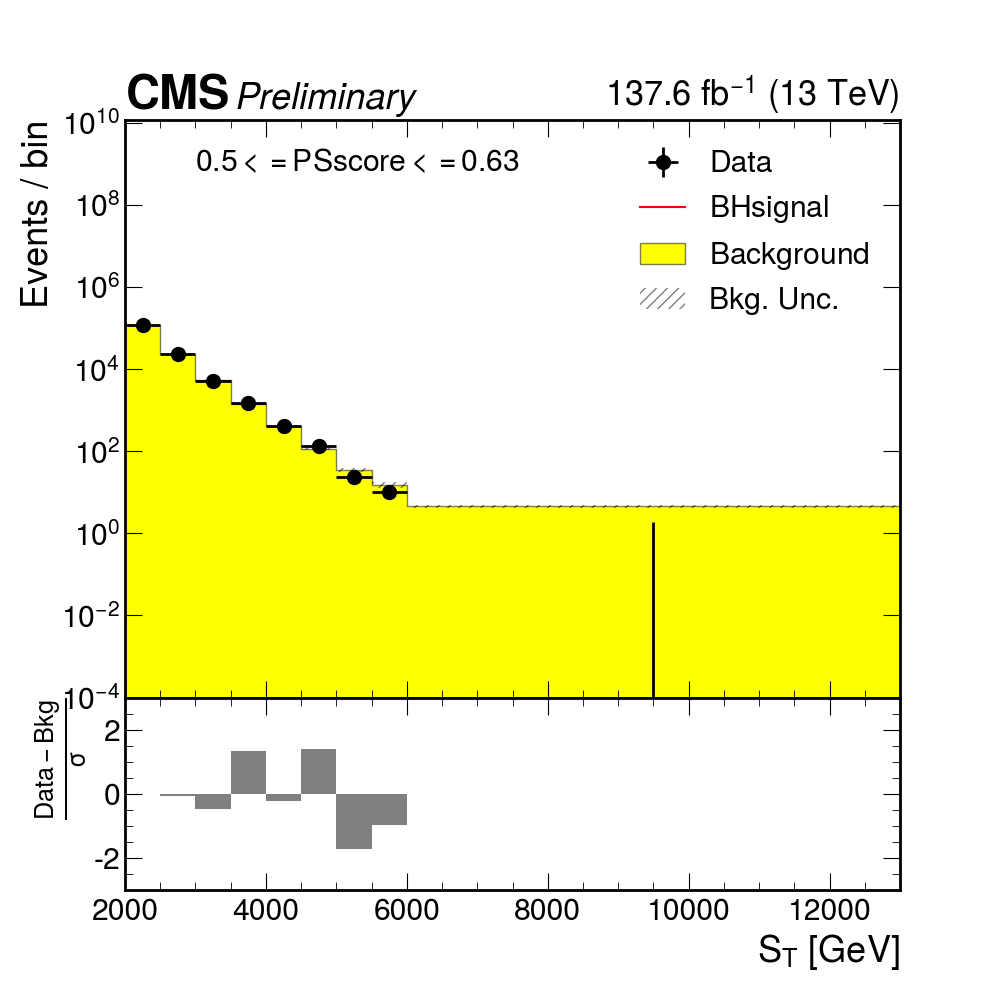 CMS Preliminary 137.6 fb⁻¹ (13 TeV)
Events / bin
0.5 < = PSscore < = 0.63
Data
BHsignal
Background
Bkg. Unc.
10¹⁰
10⁸
10⁶
10⁴
10²
10⁰
10⁻²
10⁻⁴
Data – Bkg
σ
2
0
-2
2000 4000 6000 8000 10000 12000
S_T [GeV]